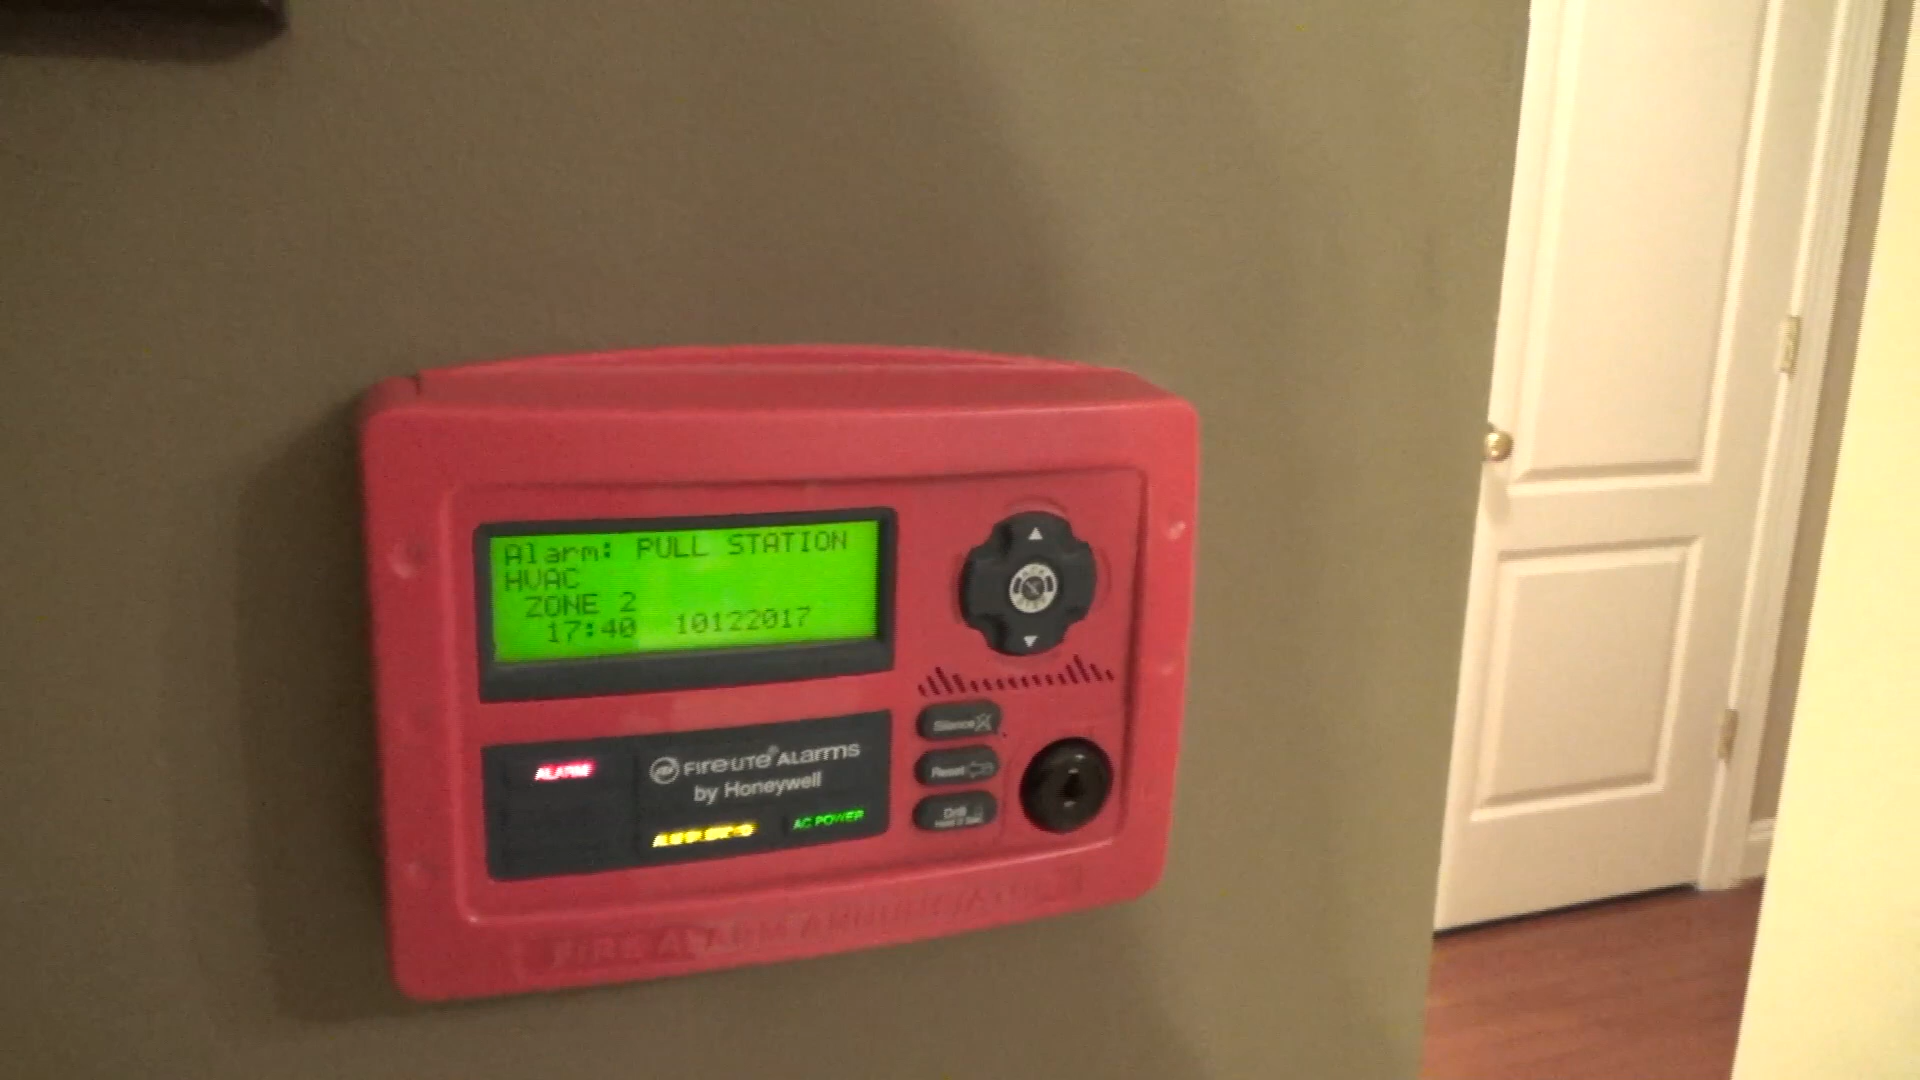 Alarm: PULL STATION
HVAC
ZONE 2
17:40 10122017
ALARM
FIRE-LITE® ALARMS
by Honeywell
AC POWER
Silence
Reset
Drill
FIRE ALARM ANNUNCIATOR